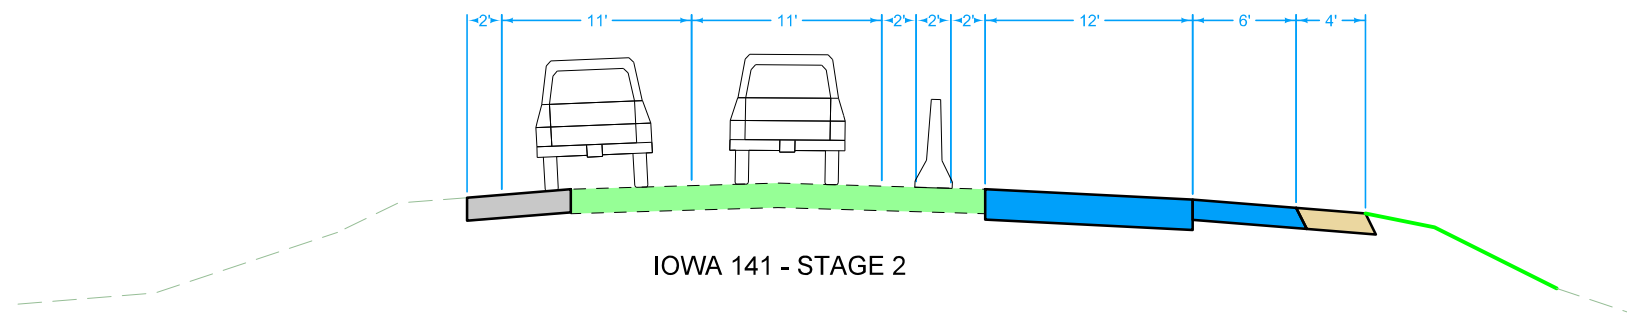 2' 11' 11' 2' 2' 2' 12' 6' 4'
IOWA 141 - STAGE 2